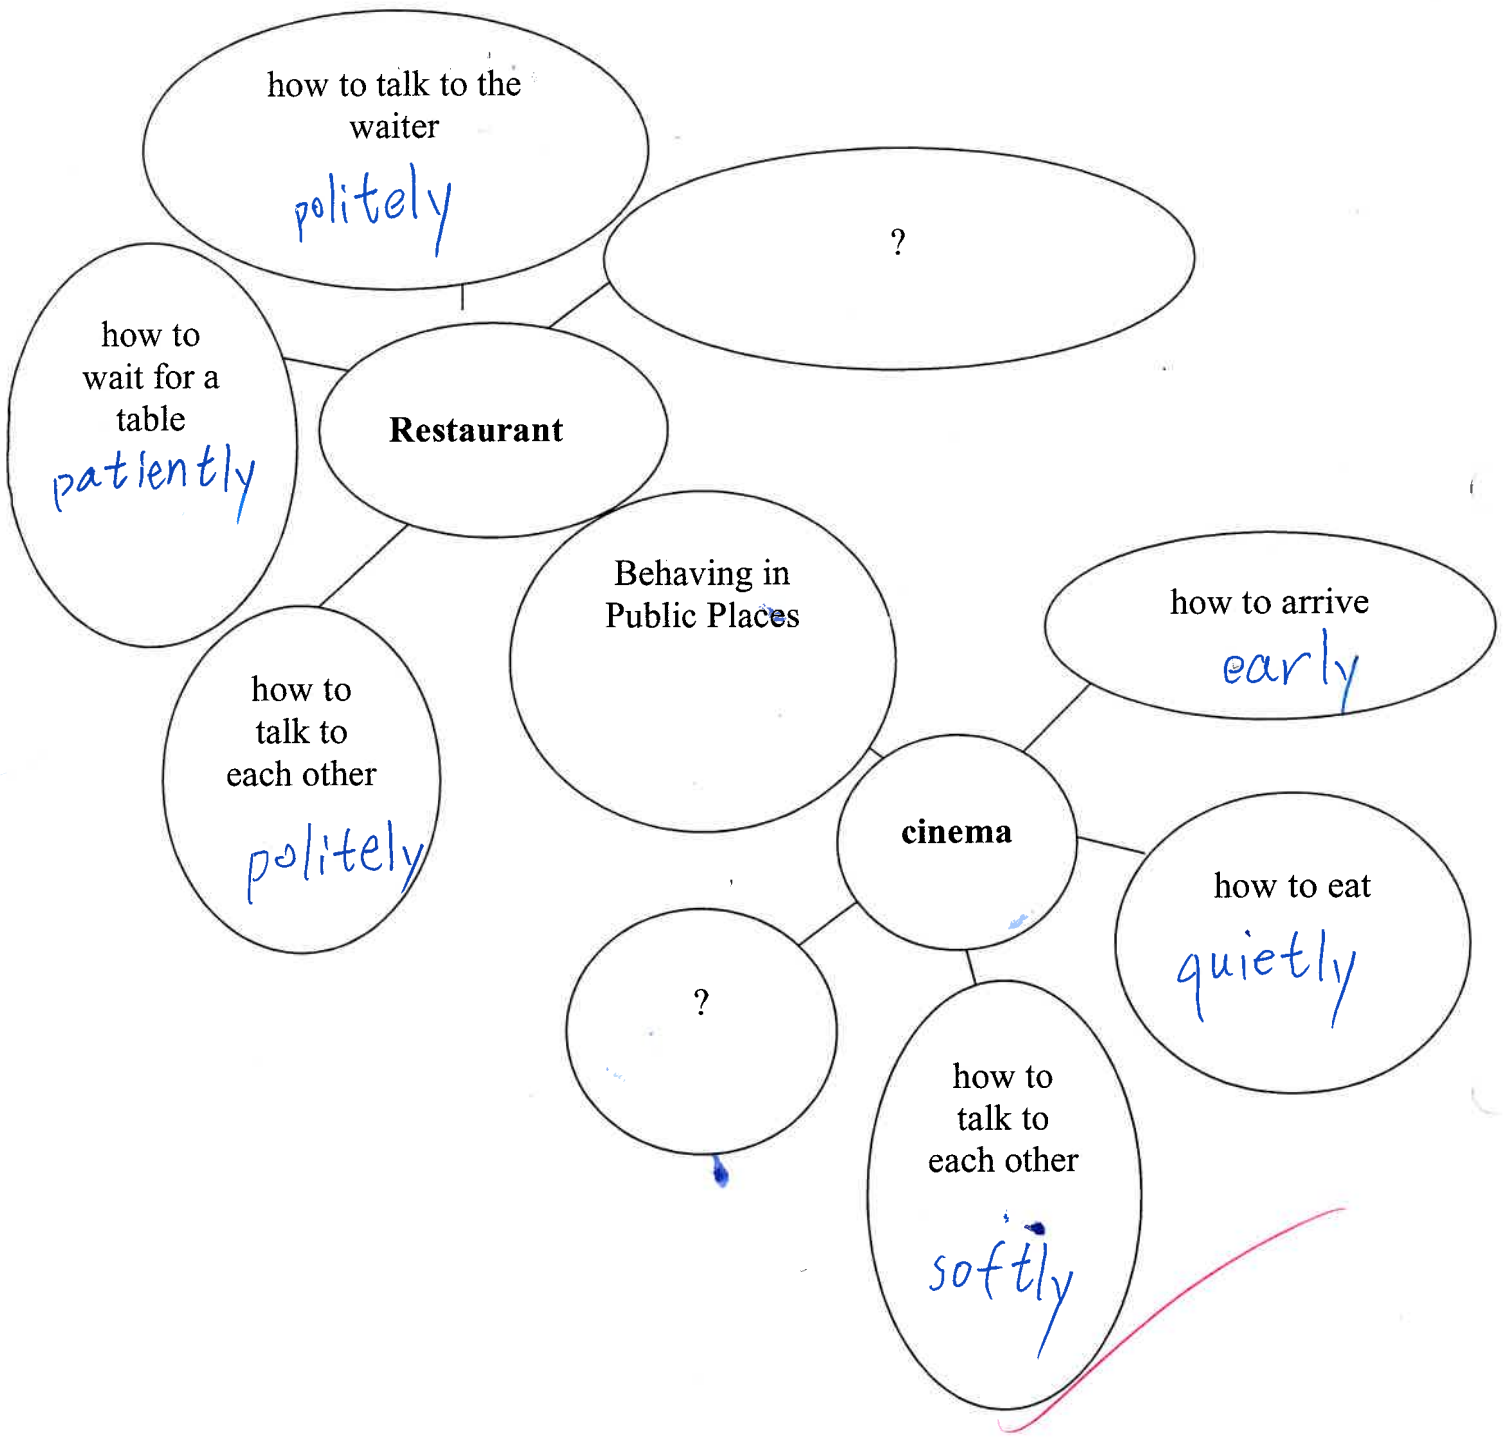 how to talk to the
waiter
politely
?
how to
wait for a
table
patiently
Restaurant
how to
talk to
each other
politely
Behaving in
Public Places
how to arrive
early
cinema
how to eat
quietly
?
how to
talk to
each other
softly